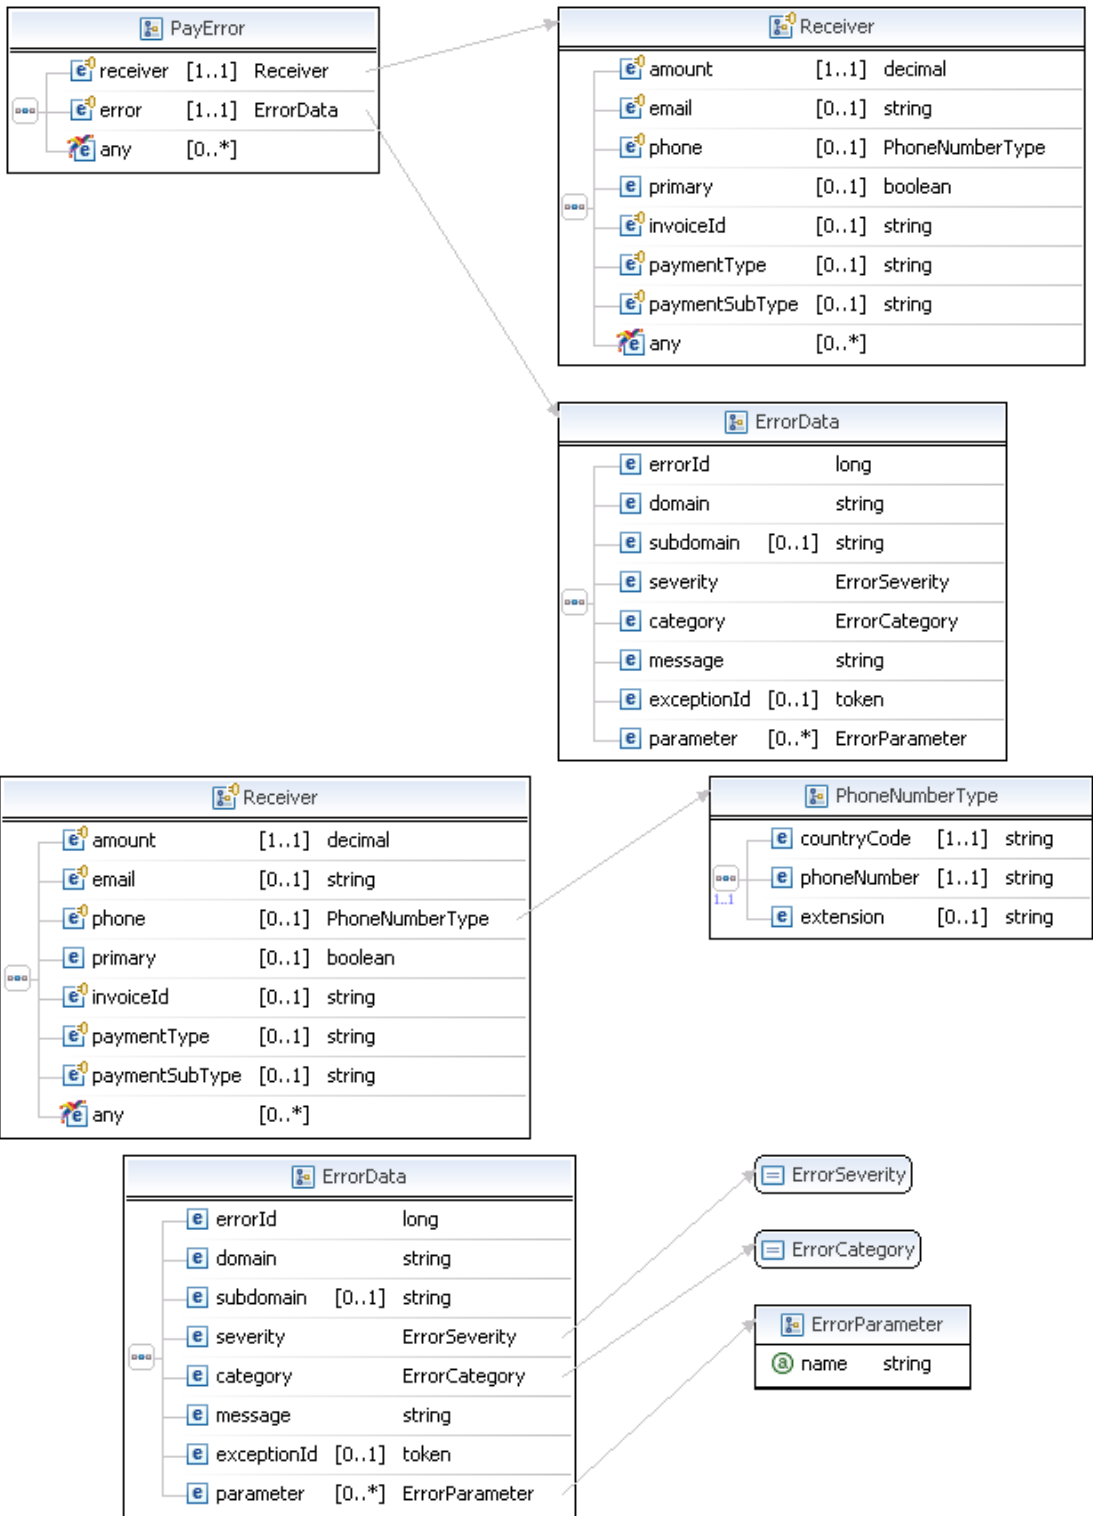 PayError
receiver [1..1] Receiver
error [1..1] ErrorData
any [0..*]
Receiver
amount [1..1] decimal
email [0..1] string
phone [0..1] PhoneNumberType
primary [0..1] boolean
invoiceId [0..1] string
paymentType [0..1] string
paymentSubType [0..1] string
any [0..*]
ErrorData
errorId long
domain string
subdomain [0..1] string
severity ErrorSeverity
category ErrorCategory
message string
exceptionId [0..1] token
parameter [0..*] ErrorParameter
Receiver
amount [1..1] decimal
email [0..1] string
phone [0..1] PhoneNumberType
primary [0..1] boolean
invoiceId [0..1] string
paymentType [0..1] string
paymentSubType [0..1] string
any [0..*]
PhoneNumberType
countryCode [1..1] string
phoneNumber [1..1] string
1..1
extension [0..1] string
ErrorData
errorId long
domain string
subdomain [0..1] string
severity ErrorSeverity
category ErrorCategory
message string
exceptionId [0..1] token
parameter [0..*] ErrorParameter
ErrorSeverity
ErrorCategory
ErrorParameter
name string